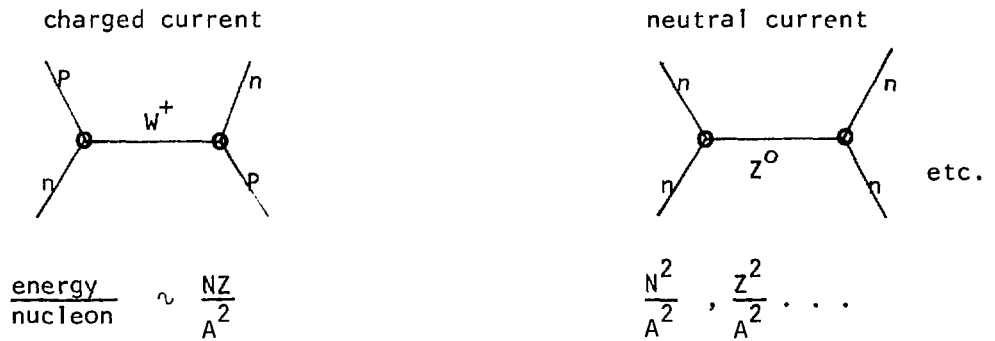 charged current
neutral current
P
n
W+
n
P
n
n
Z0
n
n
etc.
energy/nucleon ~ NZ/A2
N2/A2 , Z2/A2 . . .